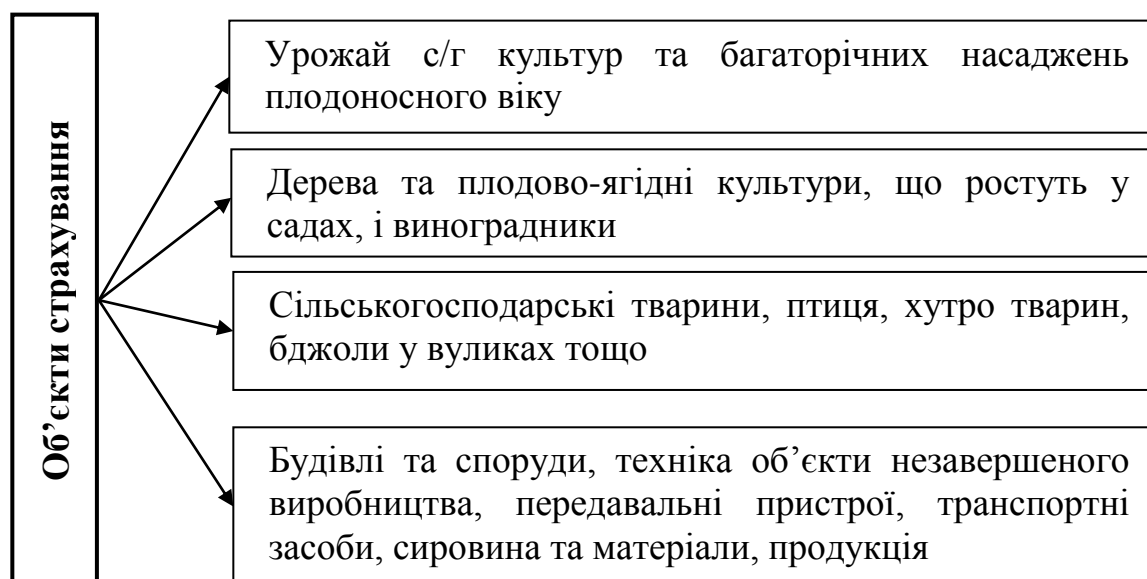 Об’єкти страхування
Урожай с/г культур та багаторічних насаджень
плодоносного віку
Дерева та плодово-ягідні культури, що ростуть у
садах, і виноградники
Сільськогосподарські тварини, птиця, хутро тварин,
бджоли у вуликах тощо
Будівлі та споруди, техніка об’єкти незавершеного
виробництва, передавальні пристрої, транспортні
засоби, сировина та матеріали, продукція